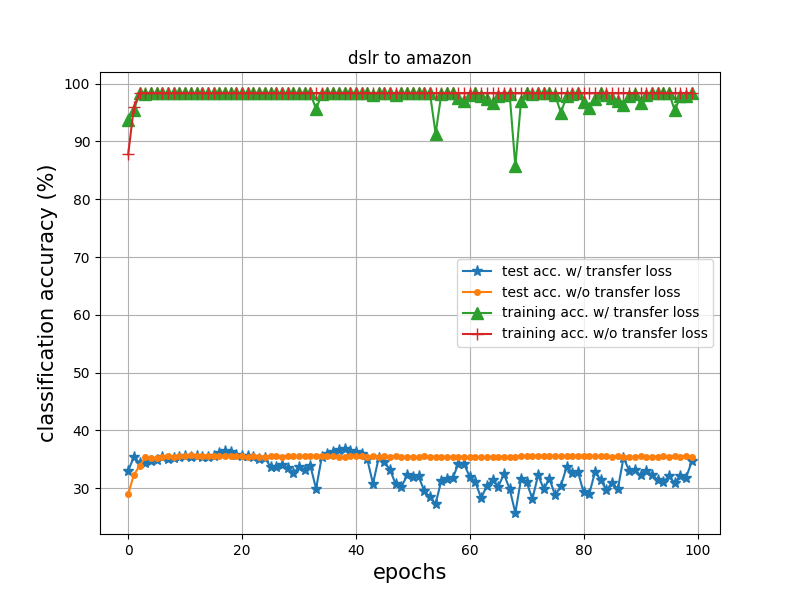 dslr to amazon
classification accuracy (%)
100
90
80
70
60
50
40
30
test acc. w/ transfer loss
test acc. w/o transfer loss
training acc. w/ transfer loss
training acc. w/o transfer loss
0 20 40 60 80 100
epochs